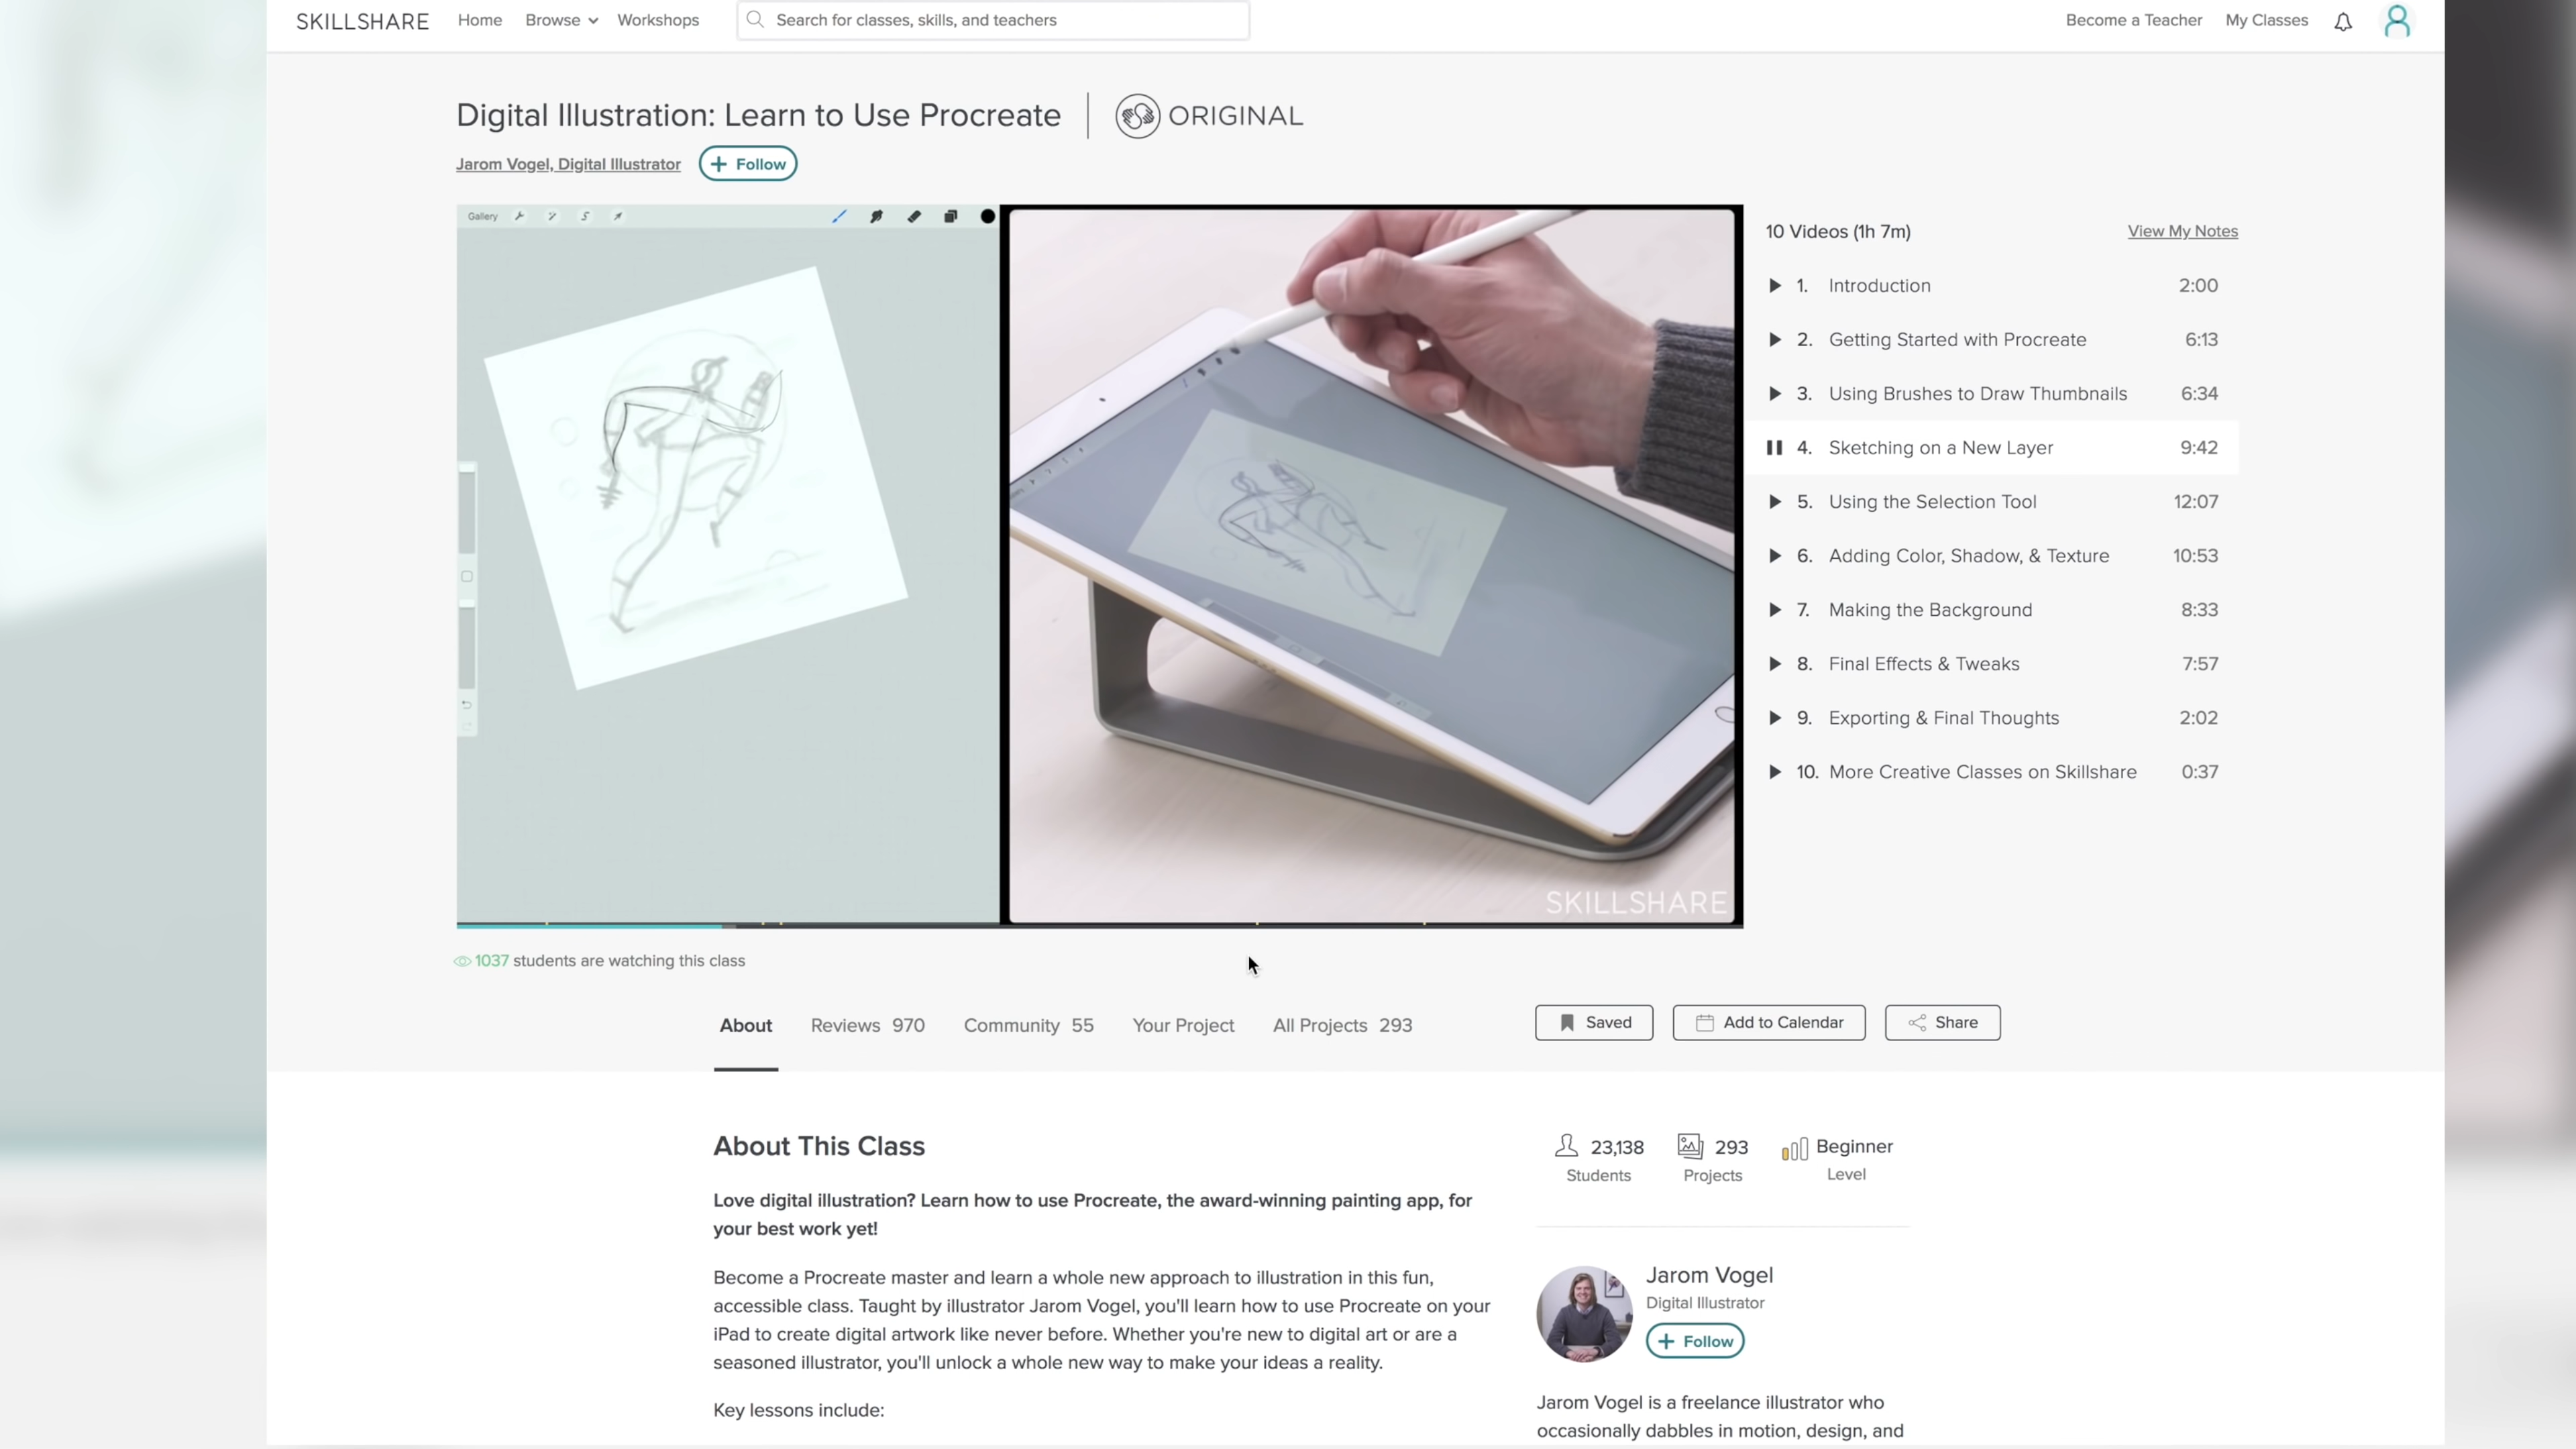 SKILLSHARE Home Browse Workshops Search for classes, skills, and teachers Become a Teacher My Classes
Digital Illustration: Learn to Use Procreate ORIGINAL
Jarom Vogel, Digital Illustrator + Follow
Gallery
SKILLSHARE
10 Videos (1h 7m) View My Notes
1. Introduction 2:00
2. Getting Started with Procreate 6:13
3. Using Brushes to Draw Thumbnails 6:34
4. Sketching on a New Layer 9:42
5. Using the Selection Tool 12:07
6. Adding Color, Shadow, & Texture 10:53
7. Making the Background 8:33
8. Final Effects & Tweaks 7:57
9. Exporting & Final Thoughts 2:02
10. More Creative Classes on Skillshare 0:37
1037 students are watching this class
About Reviews 970 Community 55 Your Project All Projects 293 Saved Add to Calendar Share
About This Class
Love digital illustration? Learn how to use Procreate, the award-winning painting app, for
your best work yet!
Become a Procreate master and learn a whole new approach to illustration in this fun,
accessible class. Taught by illustrator Jarom Vogel, you'll learn how to use Procreate on your
iPad to create digital artwork like never before. Whether you're new to digital art or are a
seasoned illustrator, you'll unlock a whole new way to make your ideas a reality.
Key lessons include:
23,138 293 Beginner
Students Projects Level
Jarom Vogel
Digital Illustrator
+ Follow
Jarom Vogel is a freelance illustrator who
occasionally dabbles in motion, design, and